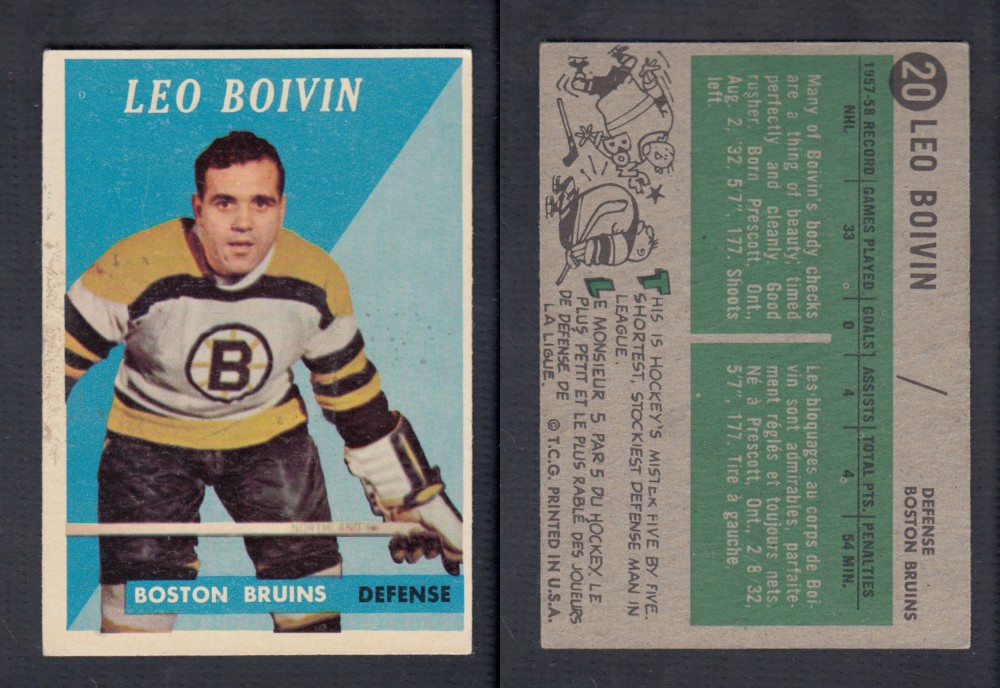 LEO BOIVIN
B
NORTHLAND
BOSTON BRUINS DEFENSE
20 LEO BOIVIN
DEFENSE
BOSTON BRUINS
1957-58 RECORD GAMES PLAYED GOALS ASSISTS TOTAL PTS. PENALTIES
NHL 33 0 4 4 54 MIN.
Many of Boivin's body checks
are a thing of beauty, timed
perfectly and cleanly. Good
rusher Born, Prescott, Ont.,
Aug. 2, '32, 5'7", 177. Shoots
left.
Les bloquages au corps de Boi-
vin sont admirables, parfaite-
ment réglés et toujours nets.
Né à Prescott, Ont., 2 8 32,
5'7", 177. Tire à gauche.
BONG
THIS IS HOCKEY'S MISTER FIVE BY FIVE.
SHORTEST, STOCKIEST DEFENSE MAN IN
LEAGUE.
LE MONSIEUR 5 PAR 5 DU HOCKEY. LE
PLUS PETIT ET LE PLUS RABLÉ DES JOUEURS
DE DÉFENSE DE
LA LIGUE.
© T.C.G. PRINTED IN U.S.A.